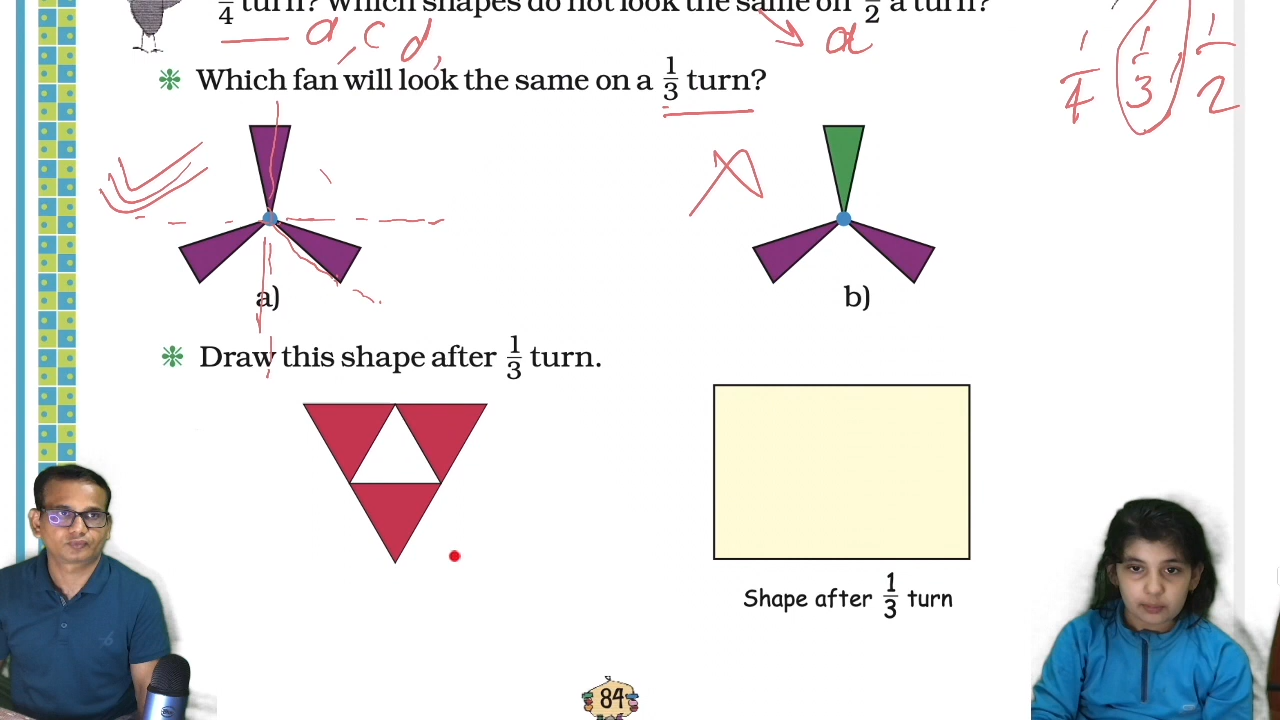 1/4 turn? Which shapes do not look the same on 1/2 a turn?
a, c d, a
1/4 1/3 1/2
Which fan will look the same on a 1/3 turn?
a) b)
Draw this shape after 1/3 turn.
Shape after 1/3 turn
84